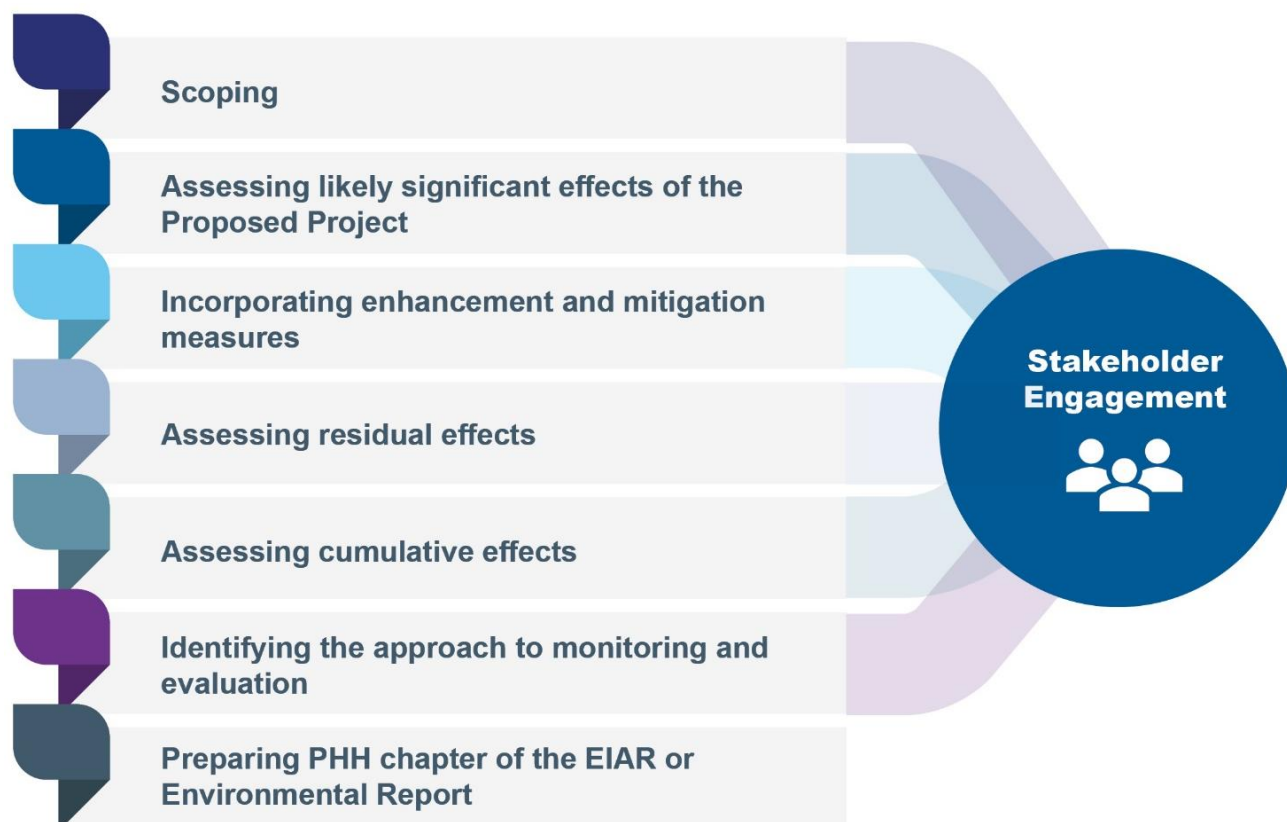 Scoping
Assessing likely significant effects of the
Proposed Project
Incorporating enhancement and mitigation
measures
Assessing residual effects
Assessing cumulative effects
Identifying the approach to monitoring and
evaluation
Preparing PHH chapter of the EIAR or
Environmental Report
Stakeholder
Engagement